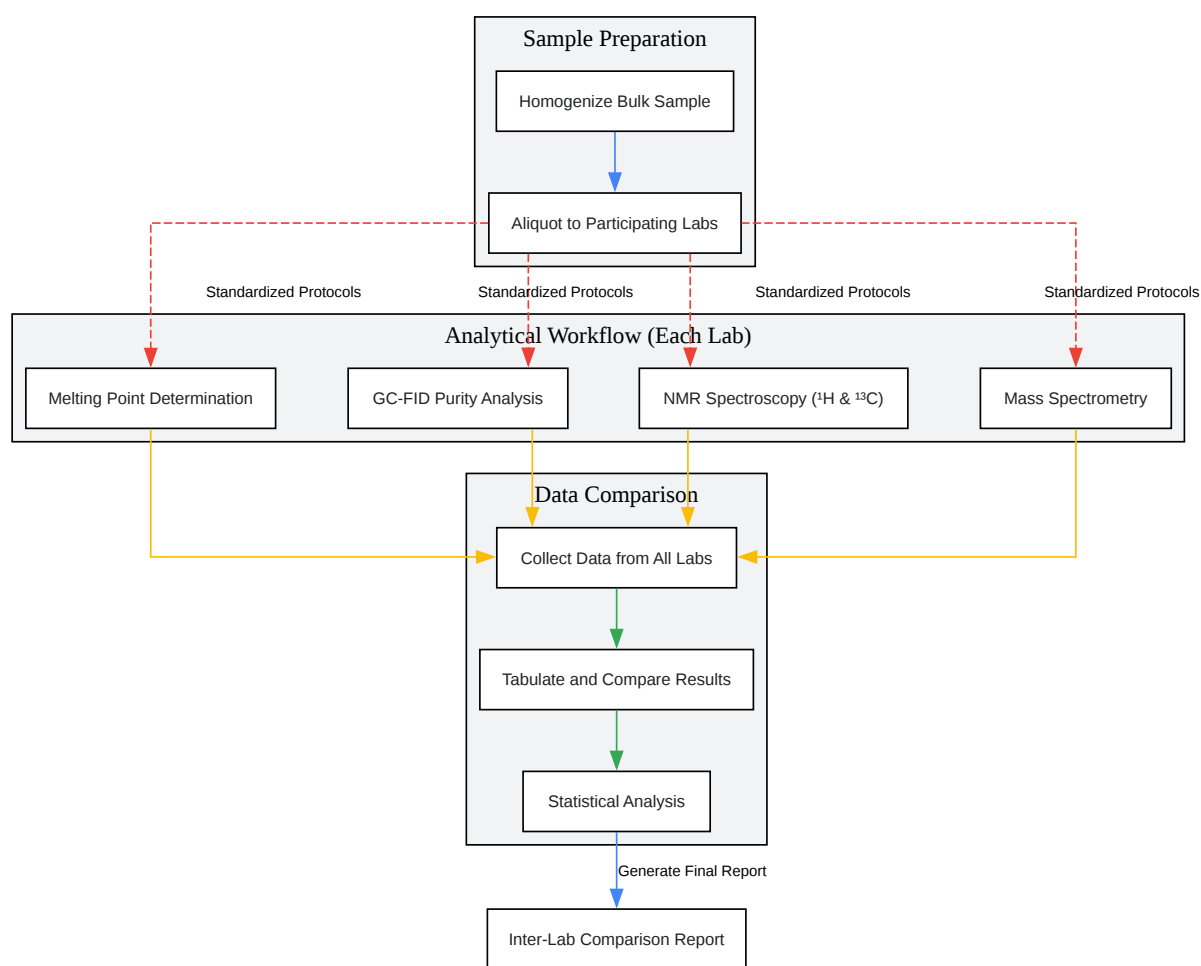 Sample Preparation
Homogenize Bulk Sample
Aliquot to Participating Labs
Standardized Protocols
Standardized Protocols
Standardized Protocols
Standardized Protocols
Analytical Workflow (Each Lab)
Melting Point Determination
GC-FID Purity Analysis
NMR Spectroscopy (¹H & ¹³C)
Mass Spectrometry
Data Comparison
Collect Data from All Labs
Tabulate and Compare Results
Statistical Analysis
Generate Final Report
Inter-Lab Comparison Report